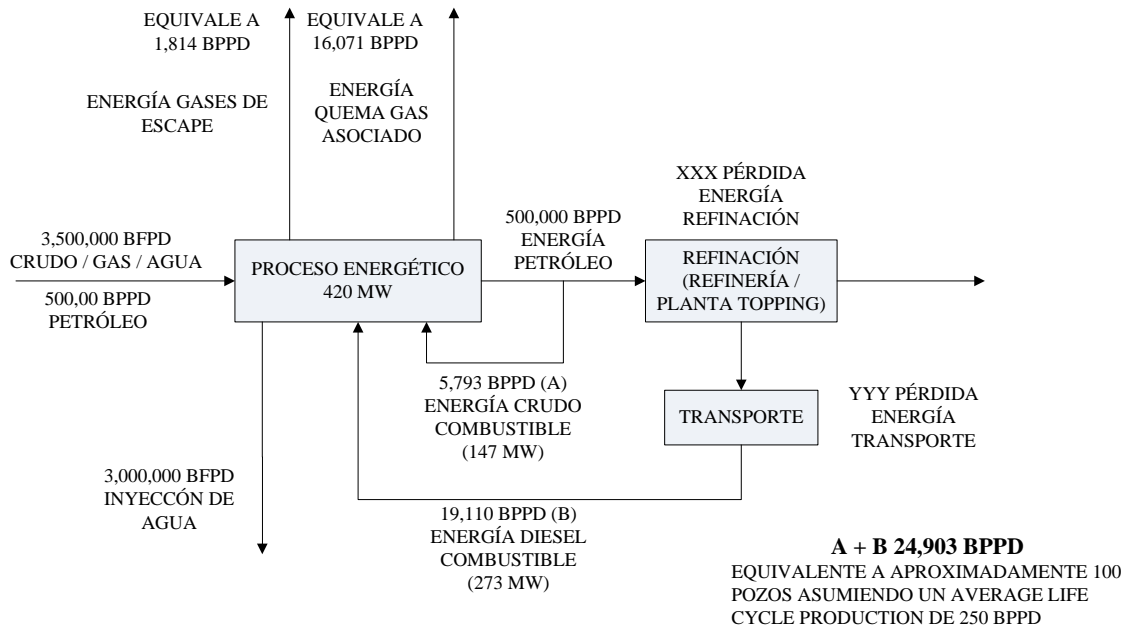 EQUIVALE A
1,814 BPPD
EQUIVALE A
16,071 BPPD
ENERGÍA GASES DE
ESCAPE
ENERGÍA
QUEMA GAS
ASOCIADO
3,500,000 BFPD
CRUDO / GAS / AGUA
500,00 BPPD
PETRÓLEO
PROCESO ENERGÉTICO
420 MW
500,000 BPPD
ENERGÍA
PETRÓLEO
XXX PÉRDIDA
ENERGÍA
REFINACIÓN
REFINACIÓN
(REFINERÍA /
PLANTA TOPPING)
5,793 BPPD (A)
ENERGÍA CRUDO
COMBUSTIBLE
(147 MW)
TRANSPORTE
YYY PÉRDIDA
ENERGÍA
TRANSPORTE
3,000,000 BFPD
INYECCÓN DE
AGUA
19,110 BPPD (B)
ENERGÍA DIESEL
COMBUSTIBLE
(273 MW)
A + B 24,903 BPPD
EQUIVALENTE A APROXIMADAMENTE 100
POZOS ASUMIENDO UN AVERAGE LIFE
CYCLE PRODUCTION DE 250 BPPD